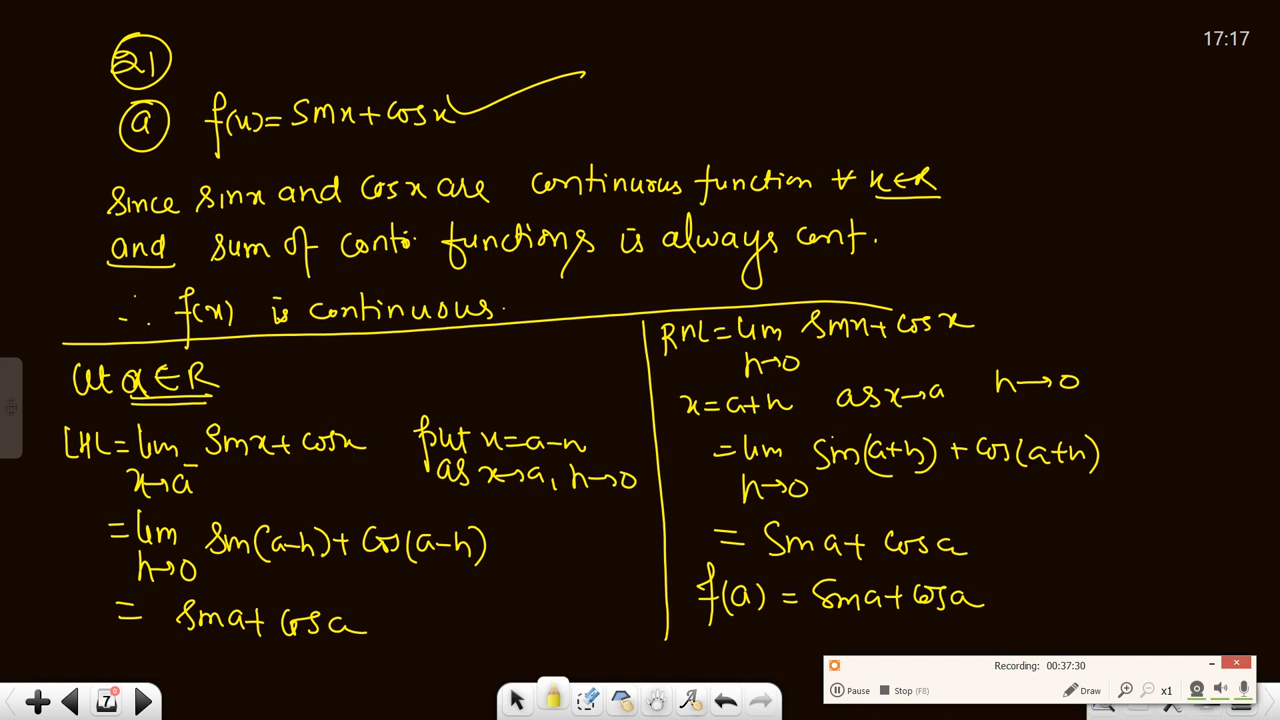 17:17
21
a f(x)= sinx+cosx
Since sinx and cosx are continuous function ∀ x∈R
and sum of conti. functions is always cont.
∴ f(x) is continuous.
At a∈R
LHL=lim sinx+cosx put x=a-h
x→a⁻ as x→a, h→0
=lim sin(a-h)+cos(a-h)
h→0
= sina+cosa
RHL=lim sinx+cosx
h→0
x=a+h as x→a h→0
=lim sin(a+h)+cos(a+h)
h→0
= sina+cosa
f(a) = sina+cosa
Recording: 00:37:30
Pause Stop (F8) Draw x1
7 0